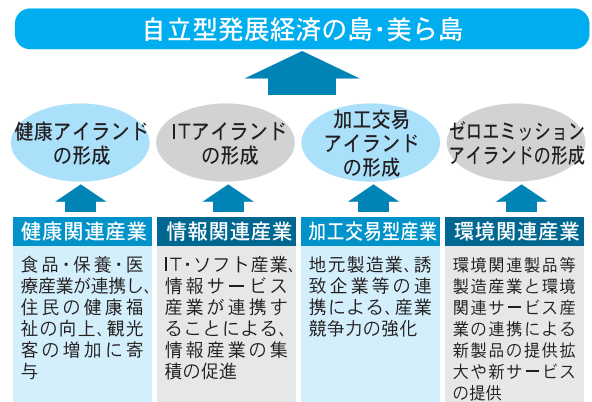 自立型発展経済の島・美ら島
健康アイランド
の形成
ITアイランド
の形成
加工交易
アイランド
の形成
ゼロエミッション
アイランドの形成
健康関連産業
食品・保養・医
療産業が連携し、
住民の健康福
祉の向上、観光
客の増加に寄
与
情報関連産業
IT・ソフト産業、
情報サービス
産業が連携す
ることによる、
情報産業の集
積の促進
加工交易型産業
地元製造業、誘
致企業等の連
携による、産業
競争力の強化
環境関連産業
環境関連製品等
製造産業と環境
関連サービス産
業の連携による
新製品の提供拡
大や新サービス
の提供